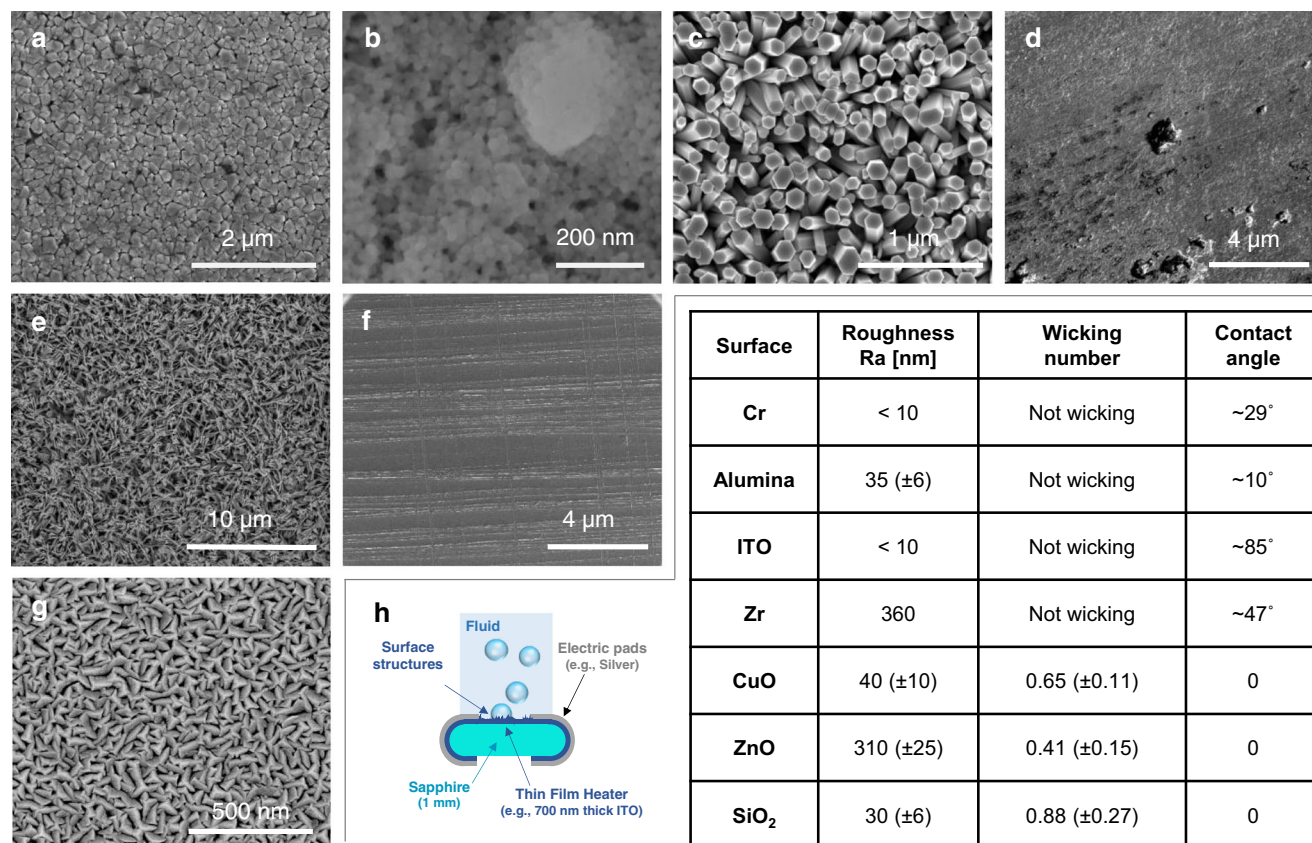 a
2 µm
b
200 nm
c
1 µm
d
4 µm
e
10 µm
f
4 µm
g
500 nm
h
Fluid
Surface
structures
Electric pads
(e.g., Silver)
Sapphire
(1 mm)
Thin Film Heater
(e.g., 700 nm thick ITO)
Surface Roughness Ra [nm] Wicking number Contact angle
Cr < 10 Not wicking ~29°
Alumina 35 (±6) Not wicking ~10°
ITO < 10 Not wicking ~85°
Zr 360 Not wicking ~47°
CuO 40 (±10) 0.65 (±0.11) 0
ZnO 310 (±25) 0.41 (±0.15) 0
SiO₂ 30 (±6) 0.88 (±0.27) 0